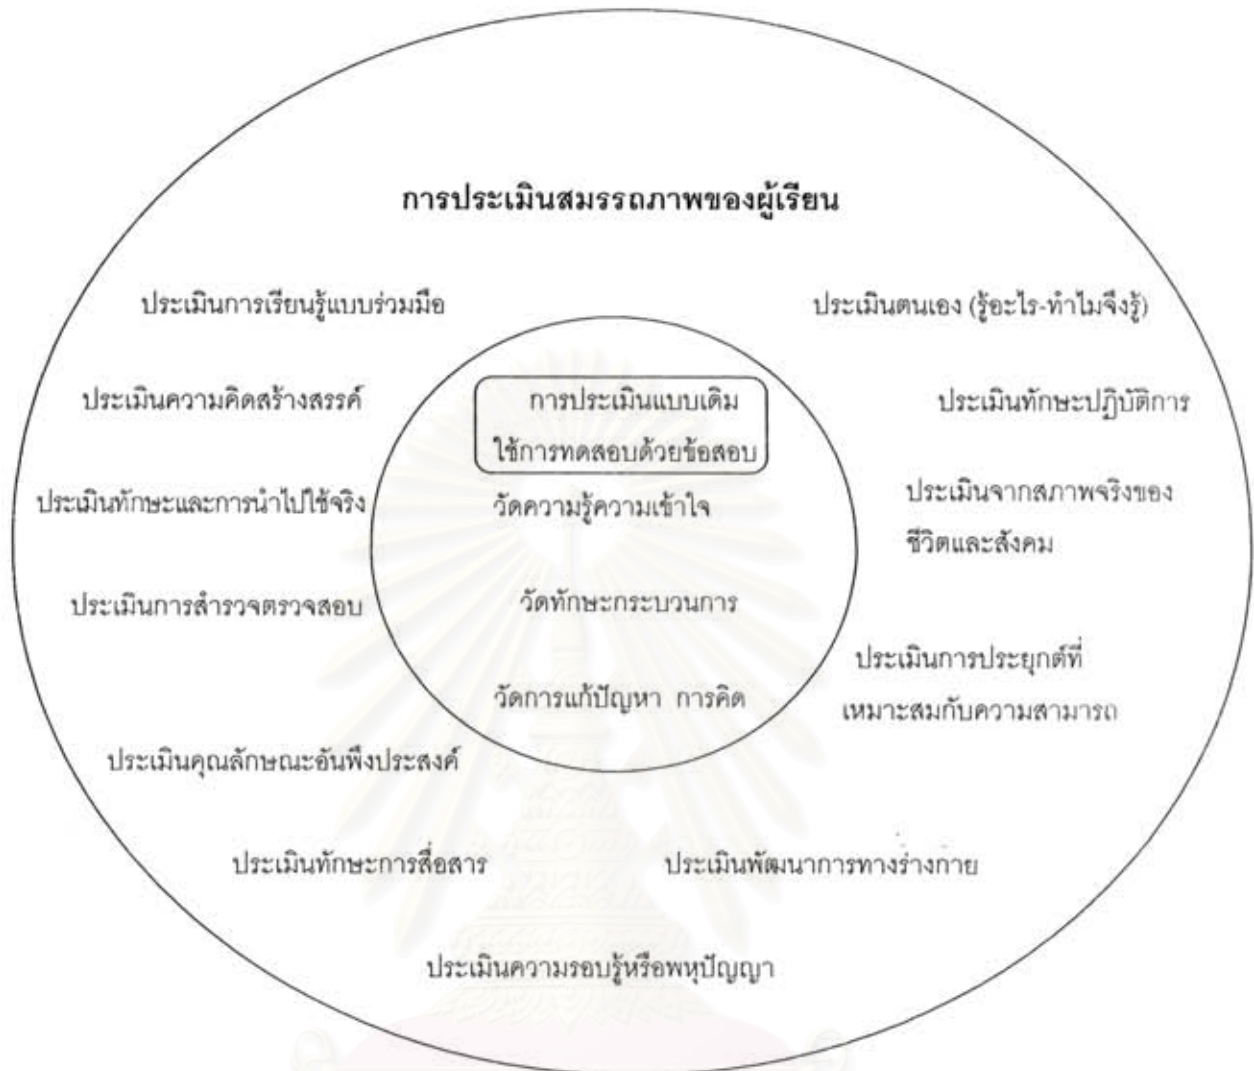 การประเมินสมรรถภาพของผู้เรียน
ประเมินการเรียนรู้แบบร่วมมือ
ประเมินตนเอง (รู้อะไร-ทำไมจึงรู้)
ประเมินความคิดสร้างสรรค์
การประเมินแบบเดิม
ใช้การทดสอบด้วยข้อสอบ
ประเมินทักษะปฏิบัติการ
ประเมินทักษะและการนำไปใช้จริง
วัดความรู้ความเข้าใจ
ประเมินจากสภาพจริงของ
ชีวิตและสังคม
ประเมินการสำรวจตรวจสอบ
วัดทักษะกระบวนการ
ประเมินการประยุกต์ที่
เหมาะสมกับความสามารถ
วัดการแก้ปัญหา การคิด
ประเมินคุณลักษณะอันพึงประสงค์
ประเมินทักษะการสื่อสาร
ประเมินพัฒนาการทางร่างกาย
ประเมินความรอบรู้หรือพหุปัญญา